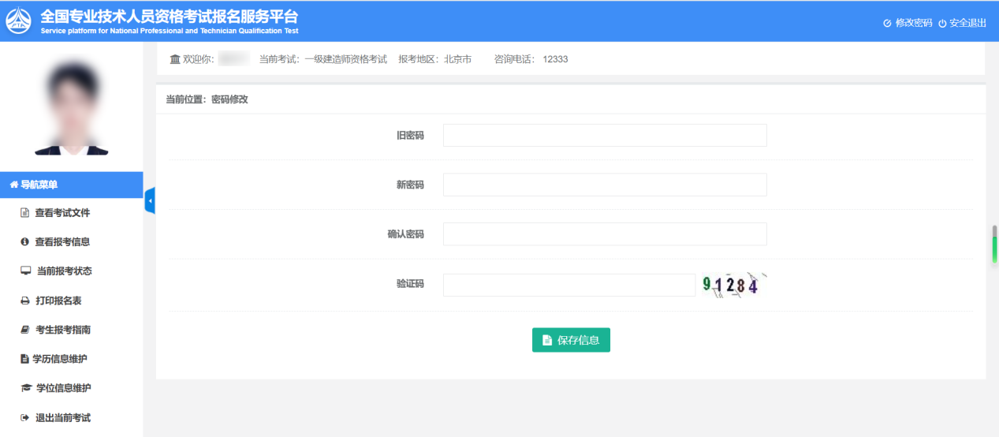 全国专业技术人员资格考试报名服务平台
Service platform for National Professional and Technician Qualification Test
修改密码 安全退出
欢迎你: 当前考试: 一级建造师资格考试 报考地区: 北京市 咨询电话: 12333
当前位置: 密码修改
旧密码
新密码
确认密码
验证码 91284
保存信息
导航菜单
查看考试文件
查看报考信息
当前报考状态
打印报名表
考生报考指南
学历信息维护
学位信息维护
退出当前考试